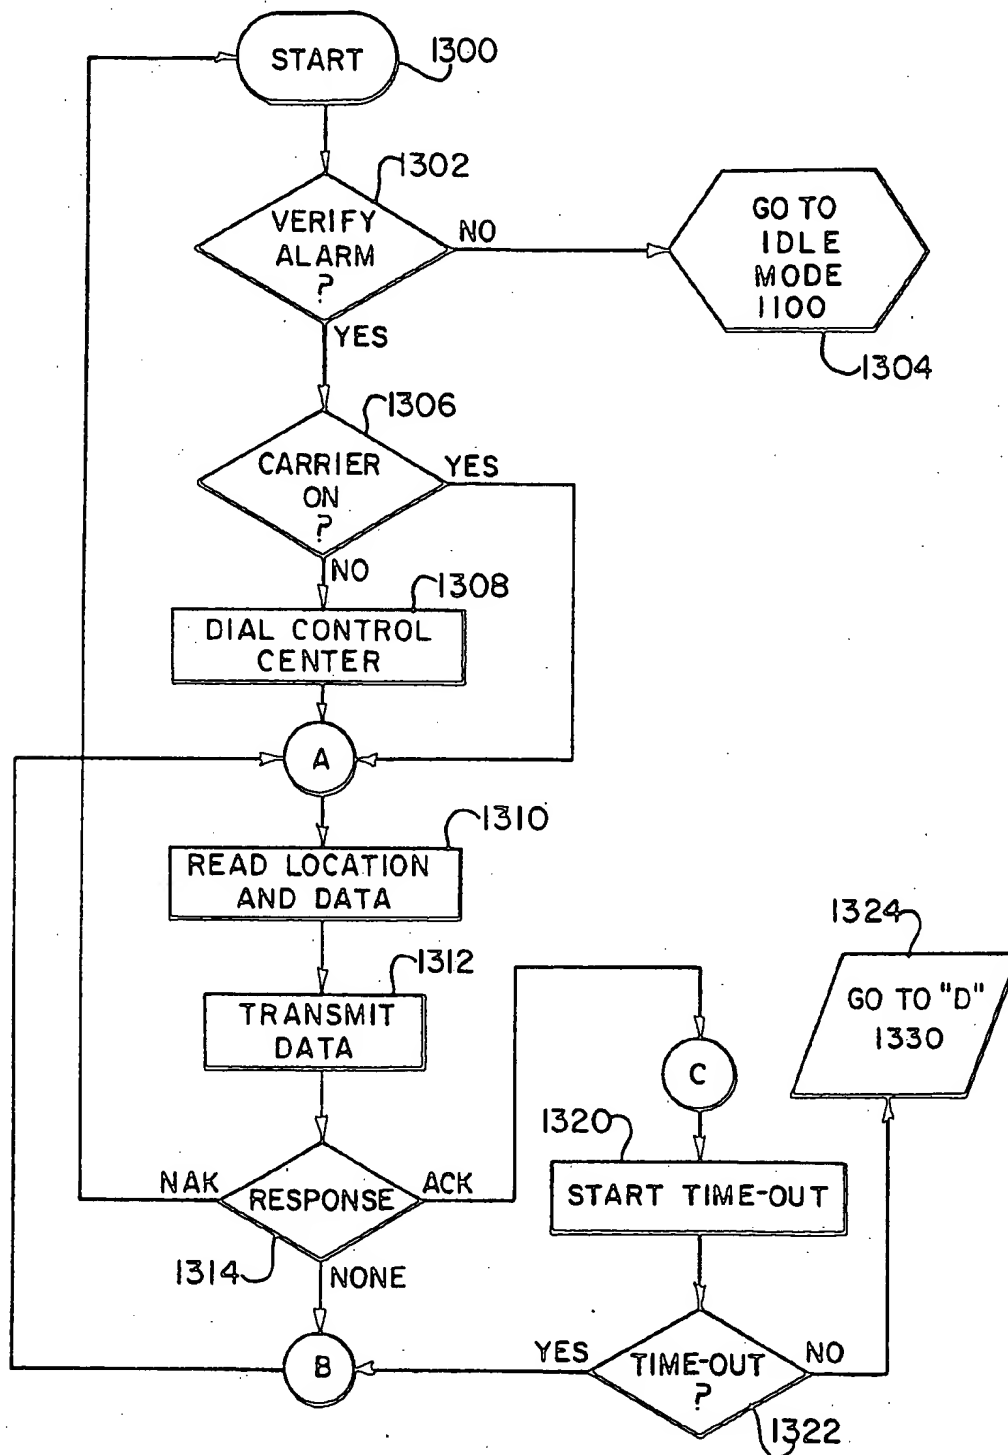 START
1300
1302
VERIFY
ALARM
?
NO
GO TO
IDLE
MODE
1100
1304
YES
1306
CARRIER
ON
?
YES
NO
1308
DIAL CONTROL
CENTER
A
1310
READ LOCATION
AND DATA
1312
TRANSMIT
DATA
1324
GO TO "D"
1330
C
1320
START TIME-OUT
NAK
RESPONSE
ACK
1314
NONE
B
YES
TIME-OUT
?
NO
1322